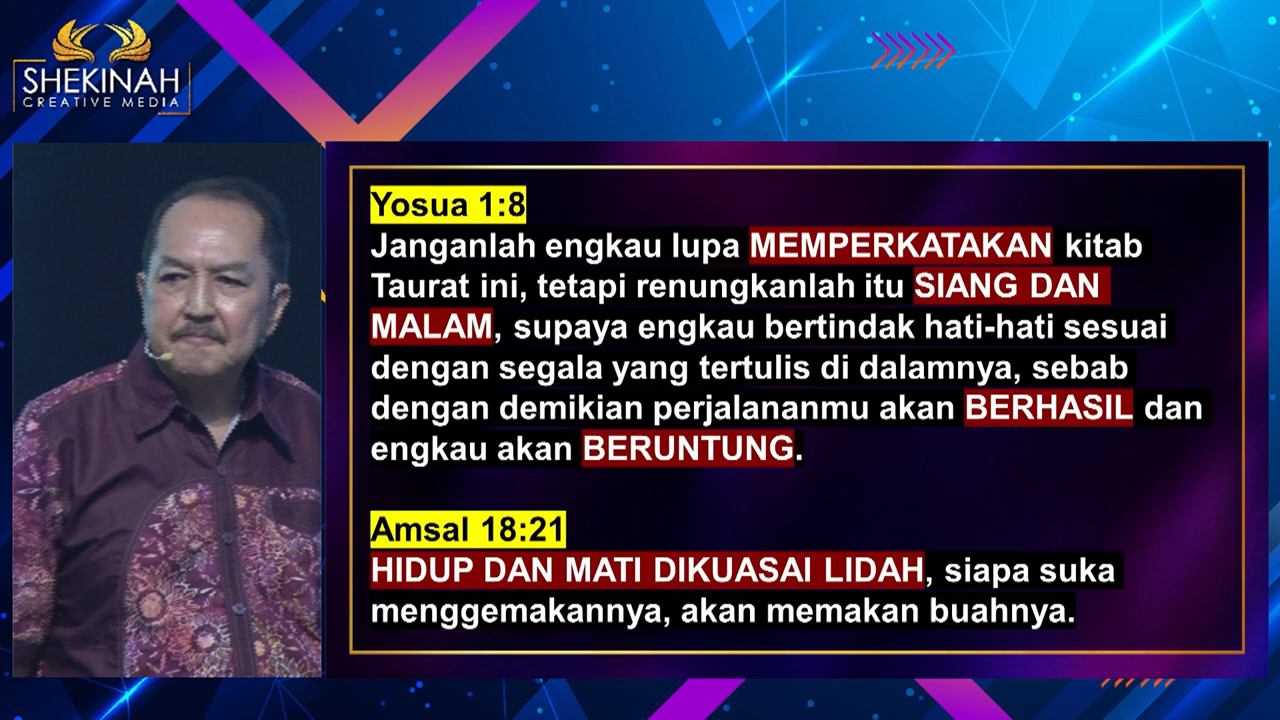 SHEKINAH
CREATIVE MEDIA
Yosua 1:8
Janganlah engkau lupa MEMPERKATAKAN kitab
Taurat ini, tetapi renungkanlah itu SIANG DAN
MALAM, supaya engkau bertindak hati-hati sesuai
dengan segala yang tertulis di dalamnya, sebab
dengan demikian perjalananmu akan BERHASIL dan
engkau akan BERUNTUNG.
Amsal 18:21
HIDUP DAN MATI DIKUASAI LIDAH, siapa suka
menggemakannya, akan memakan buahnya.